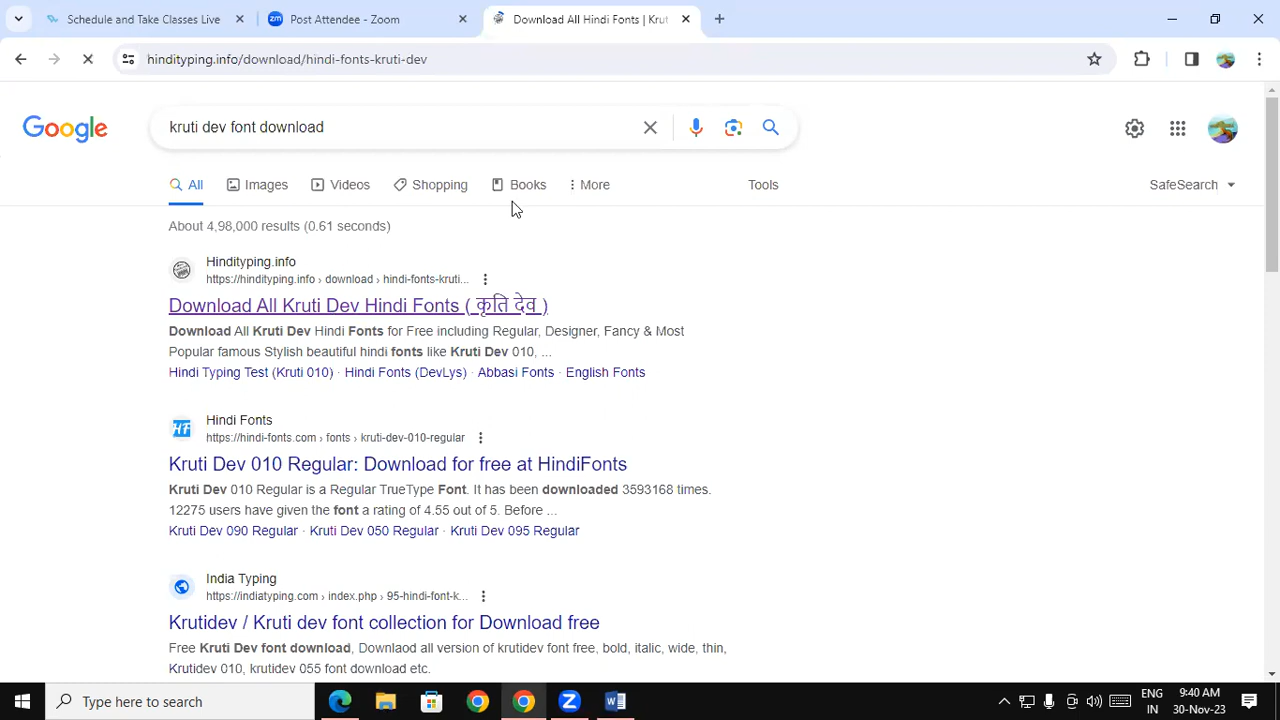 Schedule and Take Classes Live
Post Attendee - Zoom
Download All Hindi Fonts | Krut
hindityping.info/download/hindi-fonts-kruti-dev
Google
kruti dev font download
All
Images
Videos
Shopping
Books
More
Tools
SafeSearch
About 4,98,000 results (0.61 seconds)
Hindityping.info
https://hindityping.info › download › hindi-fonts-kruti...
Download All Kruti Dev Hindi Fonts ( कृति देव )
Download All Kruti Dev Hindi Fonts for Free including Regular, Designer, Fancy & Most
Popular famous Stylish beautiful hindi fonts like Kruti Dev 010, ...
Hindi Typing Test (Kruti 010) · Hindi Fonts (DevLys) · Abbasi Fonts · English Fonts
HF
Hindi Fonts
https://hindi-fonts.com › fonts › kruti-dev-010-regular
Kruti Dev 010 Regular: Download for free at HindiFonts
Kruti Dev 010 Regular is a Regular TrueType Font. It has been downloaded 3593168 times.
12275 users have given the font a rating of 4.55 out of 5. Before ...
Kruti Dev 090 Regular · Kruti Dev 050 Regular · Kruti Dev 095 Regular
India Typing
https://indiatyping.com › index.php › 95-hindi-font-k...
Krutidev / Kruti dev font collection for Download free
Free Kruti Dev font download, Downlaod all version of krutidev font free, bold, italic, wide, thin,
Krutidev 010, krutidev 055 font download etc.
Type here to search
ENG
IN
9:40 AM
30-Nov-23